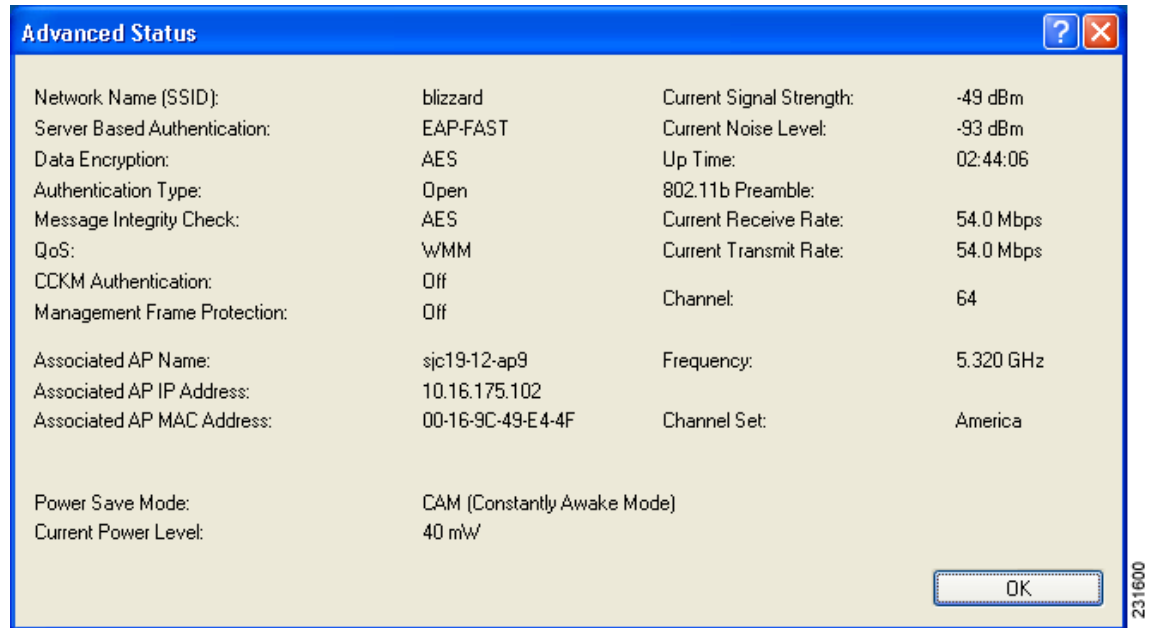 Advanced Status
Network Name (SSID): blizzard Current Signal Strength: -49 dBm
Server Based Authentication: EAP-FAST Current Noise Level: -93 dBm
Data Encryption: AES Up Time: 02:44:06
Authentication Type: Open 802.11b Preamble:
Message Integrity Check: AES Current Receive Rate: 54.0 Mbps
QoS: WMM Current Transmit Rate: 54.0 Mbps
CCKM Authentication: Off
Channel: 64
Management Frame Protection: Off
Associated AP Name: sjc19-12-ap9 Frequency: 5.320 GHz
Associated AP IP Address: 10.16.175.102
Associated AP MAC Address: 00-16-9C-49-E4-4F Channel Set: America
Power Save Mode: CAM (Constantly Awake Mode)
Current Power Level: 40 mW
OK
231600